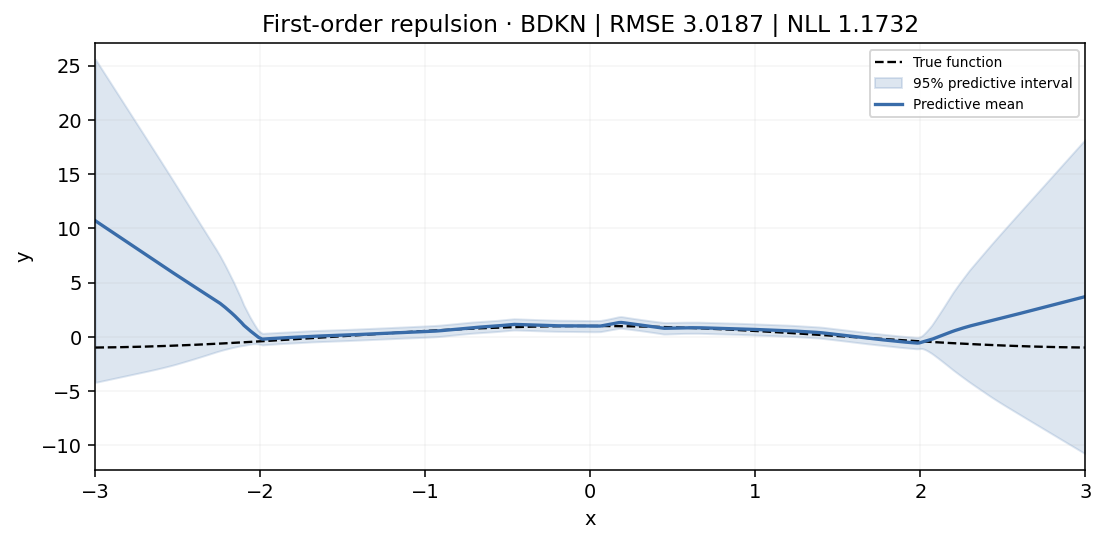 First-order repulsion · BDKN | RMSE 3.0187 | NLL 1.1732
True function
95% predictive interval
Predictive mean
25
20
15
10
5
0
−5
−10
y
−3
−2
−1
0
1
2
3
x